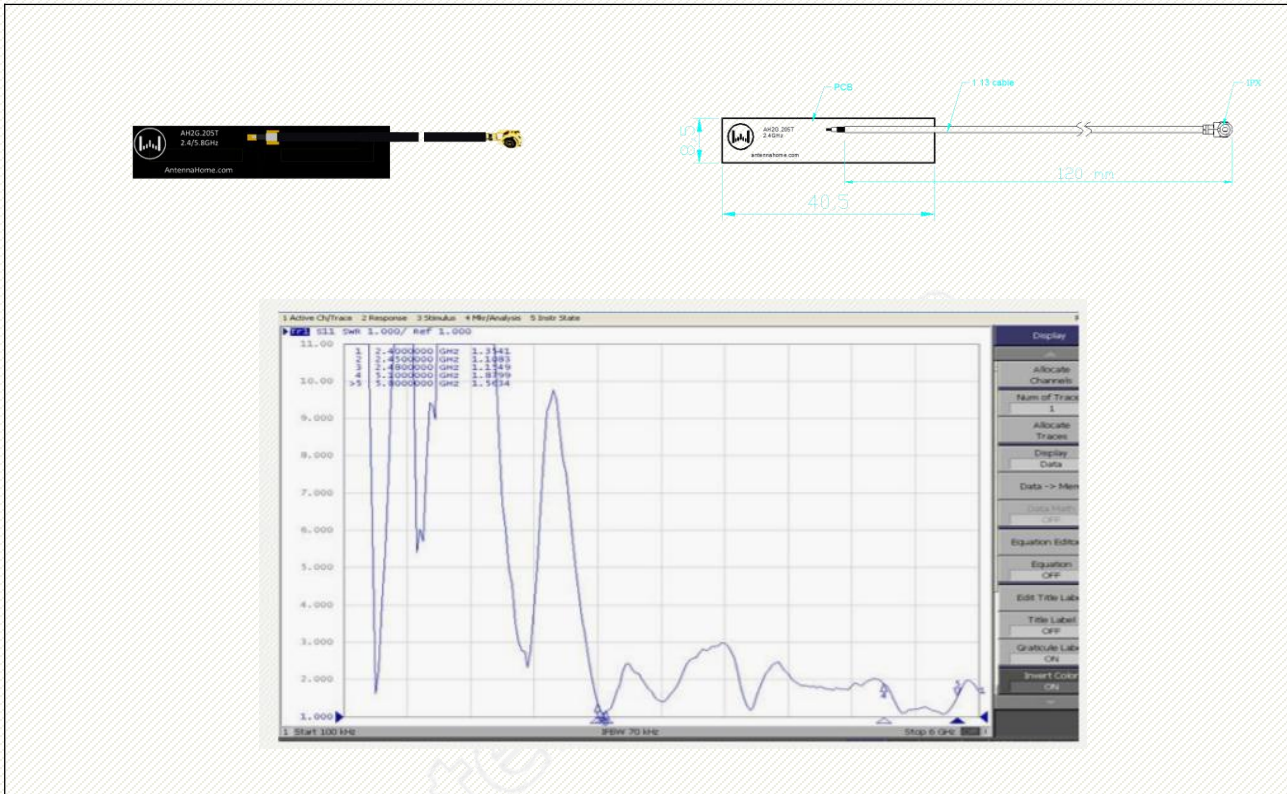 AH2G.205T
2.4/5.8GHz
AntennaHome.com
PCB
1.13 cable
IPX
AH2G.205T
2.4GHz
antennahome.com
8,5
120 mm
40,5
1 Active Ch/Trace 2 Response 3 Stimulus 4 Mkr/Analysis 5 Instr State
Tr1 S11 SWR 1.000/ Ref 1.000
11.00
10.00
9.000
8.000
7.000
6.000
5.000
4.000
3.000
2.000
1.000
1 2.4000000 GHz 1.3541
2 2.4500000 GHz 1.1083
3 2.4800000 GHz 1.1549
4 5.1000000 GHz 1.8799
>5 5.8000000 GHz 1.5634
1 Start 100 kHz IFBW 70 kHz Stop 6 GHz
Display
Allocate
Channels
Num of Trace
1
Allocate
Traces
Display
Data
Data -> Mem
Data Math
OFF
Equation Edito
Equation
OFF
Edit Title Labe
Title Label
OFF
Graticule Labe
ON
Invert Color
ON